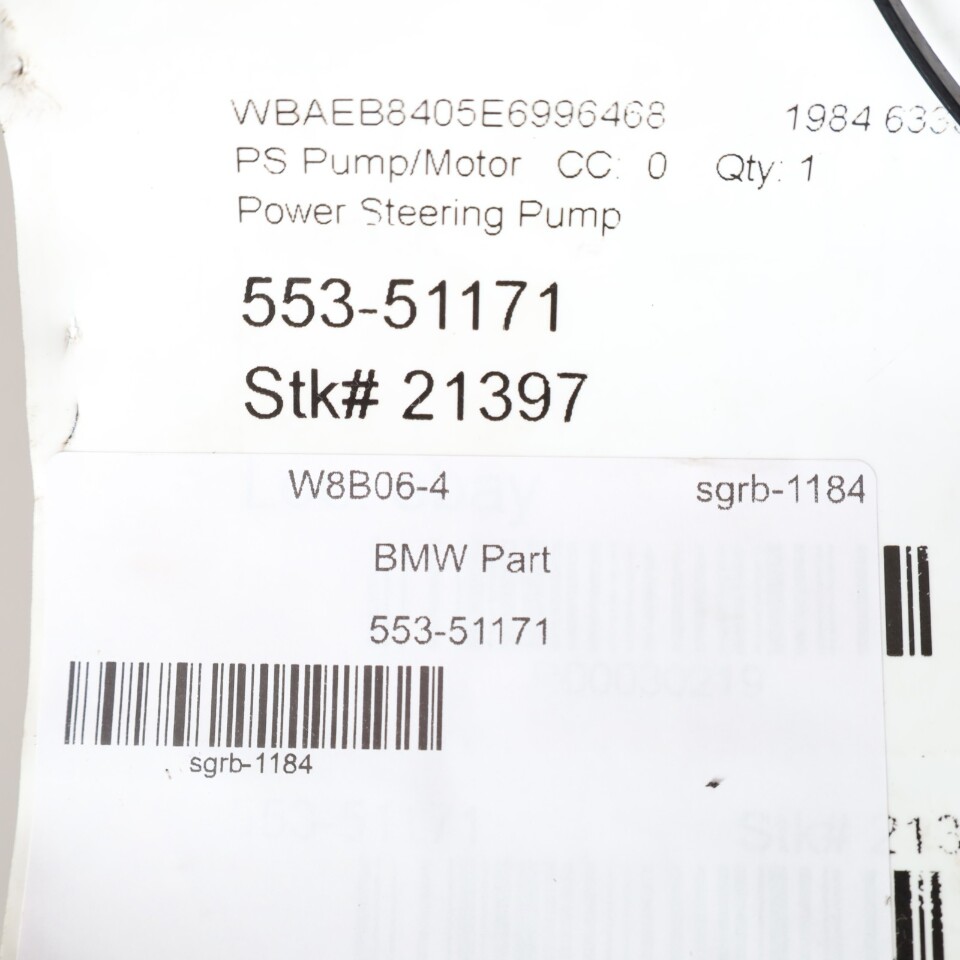 WBAEB8405E6996468 1984
PS Pump/Motor CC: 0 Qty: 1
Power Steering Pump
553-51171
Stk# 21397
W8B06-4 sgrb-1184
BMW Part
553-51171
sgrb-1184